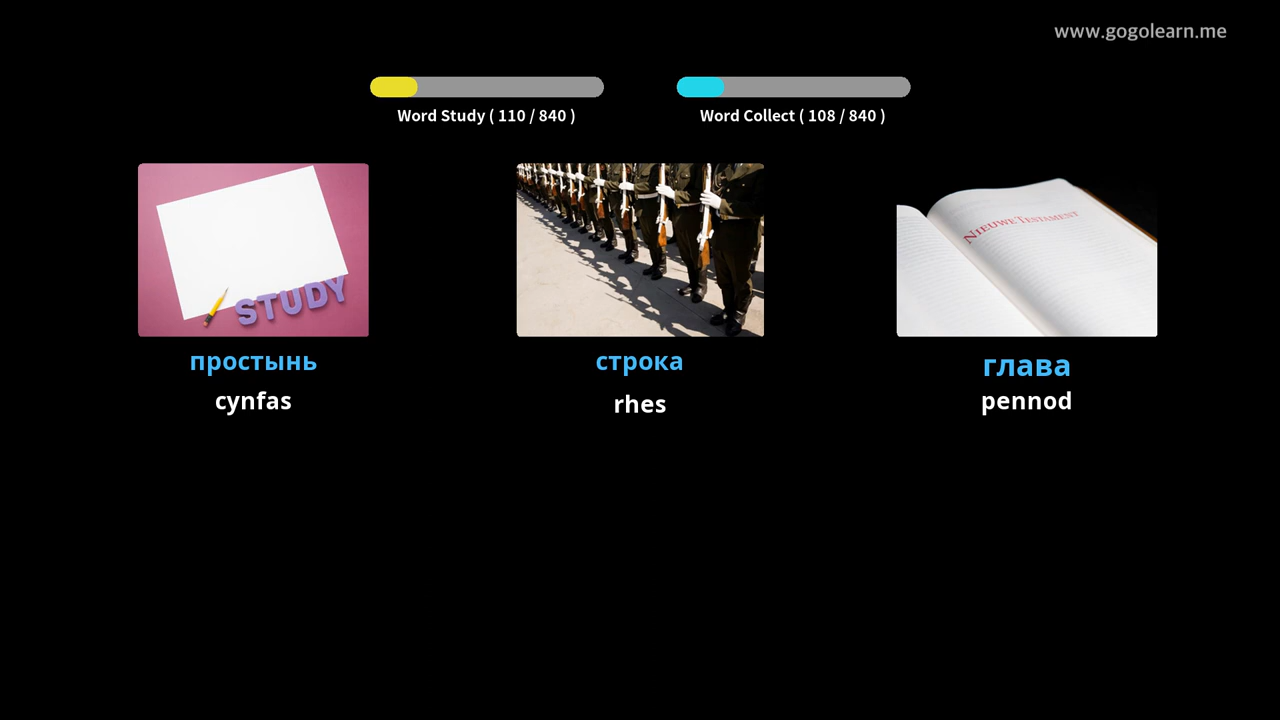 www.gogolearn.me
Word Study ( 110 / 840 )
Word Collect ( 108 / 840 )
STUDY
NIEUWE TESTAMENT
простынь
строка
глава
cynfas
rhes
pennod